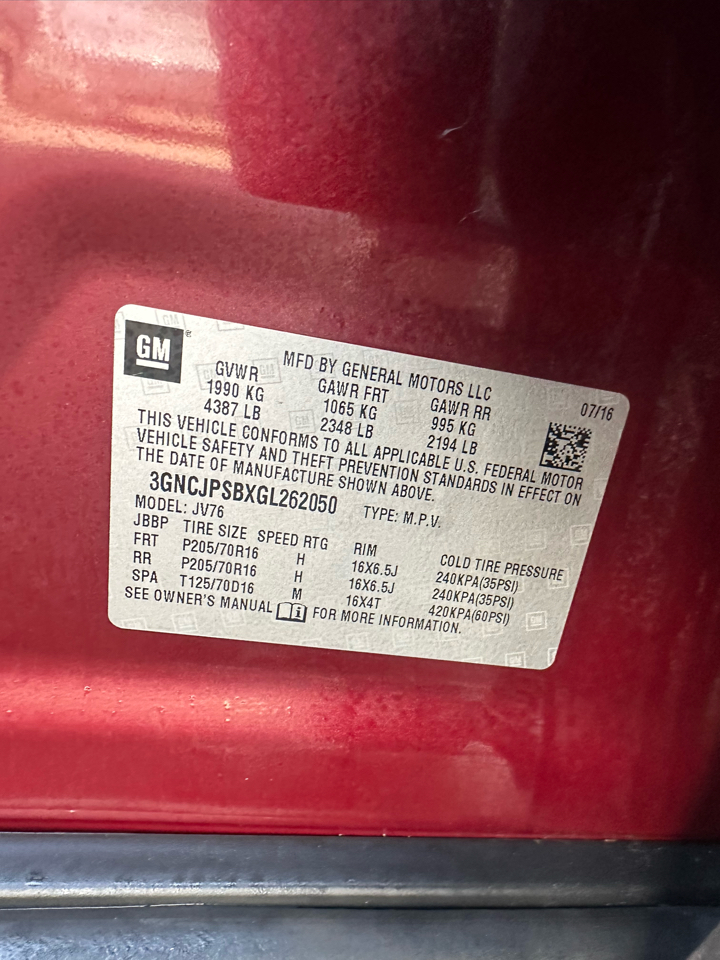 GM®
MFD BY GENERAL MOTORS LLC 07/16
GVWR GAWR FRT GAWR RR
1990 KG 1065 KG 995 KG
4387 LB 2348 LB 2194 LB
THIS VEHICLE CONFORMS TO ALL APPLICABLE U.S. FEDERAL MOTOR
VEHICLE SAFETY AND THEFT PREVENTION STANDARDS IN EFFECT ON
THE DATE OF MANUFACTURE SHOWN ABOVE.
3GNCJPSBXGL262050 TYPE: M.P.V.
MODEL: JV76
JBBP TIRE SIZE SPEED RTG RIM COLD TIRE PRESSURE
FRT P205/70R16 H 16X6.5J 240KPA(35PSI)
RR P205/70R16 H 16X6.5J 240KPA(35PSI)
SPA T125/70D16 M 16X4T 420KPA(60PSI)
SEE OWNER'S MANUAL i FOR MORE INFORMATION.